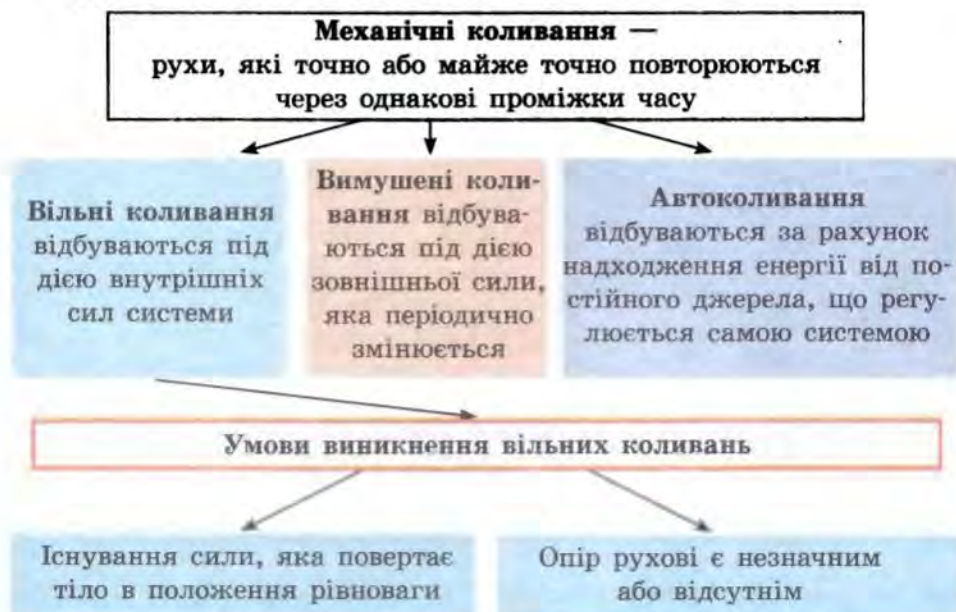 Механічні коливання —
рухи, які точно або майже точно повторюються
через однакові проміжки часу
Вільні коливання
відбуваються під
дією внутрішніх
сил системи
Вимушені коли-
вання відбува-
ються під дією
зовнішньої сили,
яка періодично
змінюється
Автоколивання
відбуваються за рахунок
надходження енергії від по-
стійного джерела, що регу-
люється самою системою
Умови виникнення вільних коливань
Існування сили, яка повертає
тіло в положення рівноваги
Опір рухові є незначним
або відсутнім